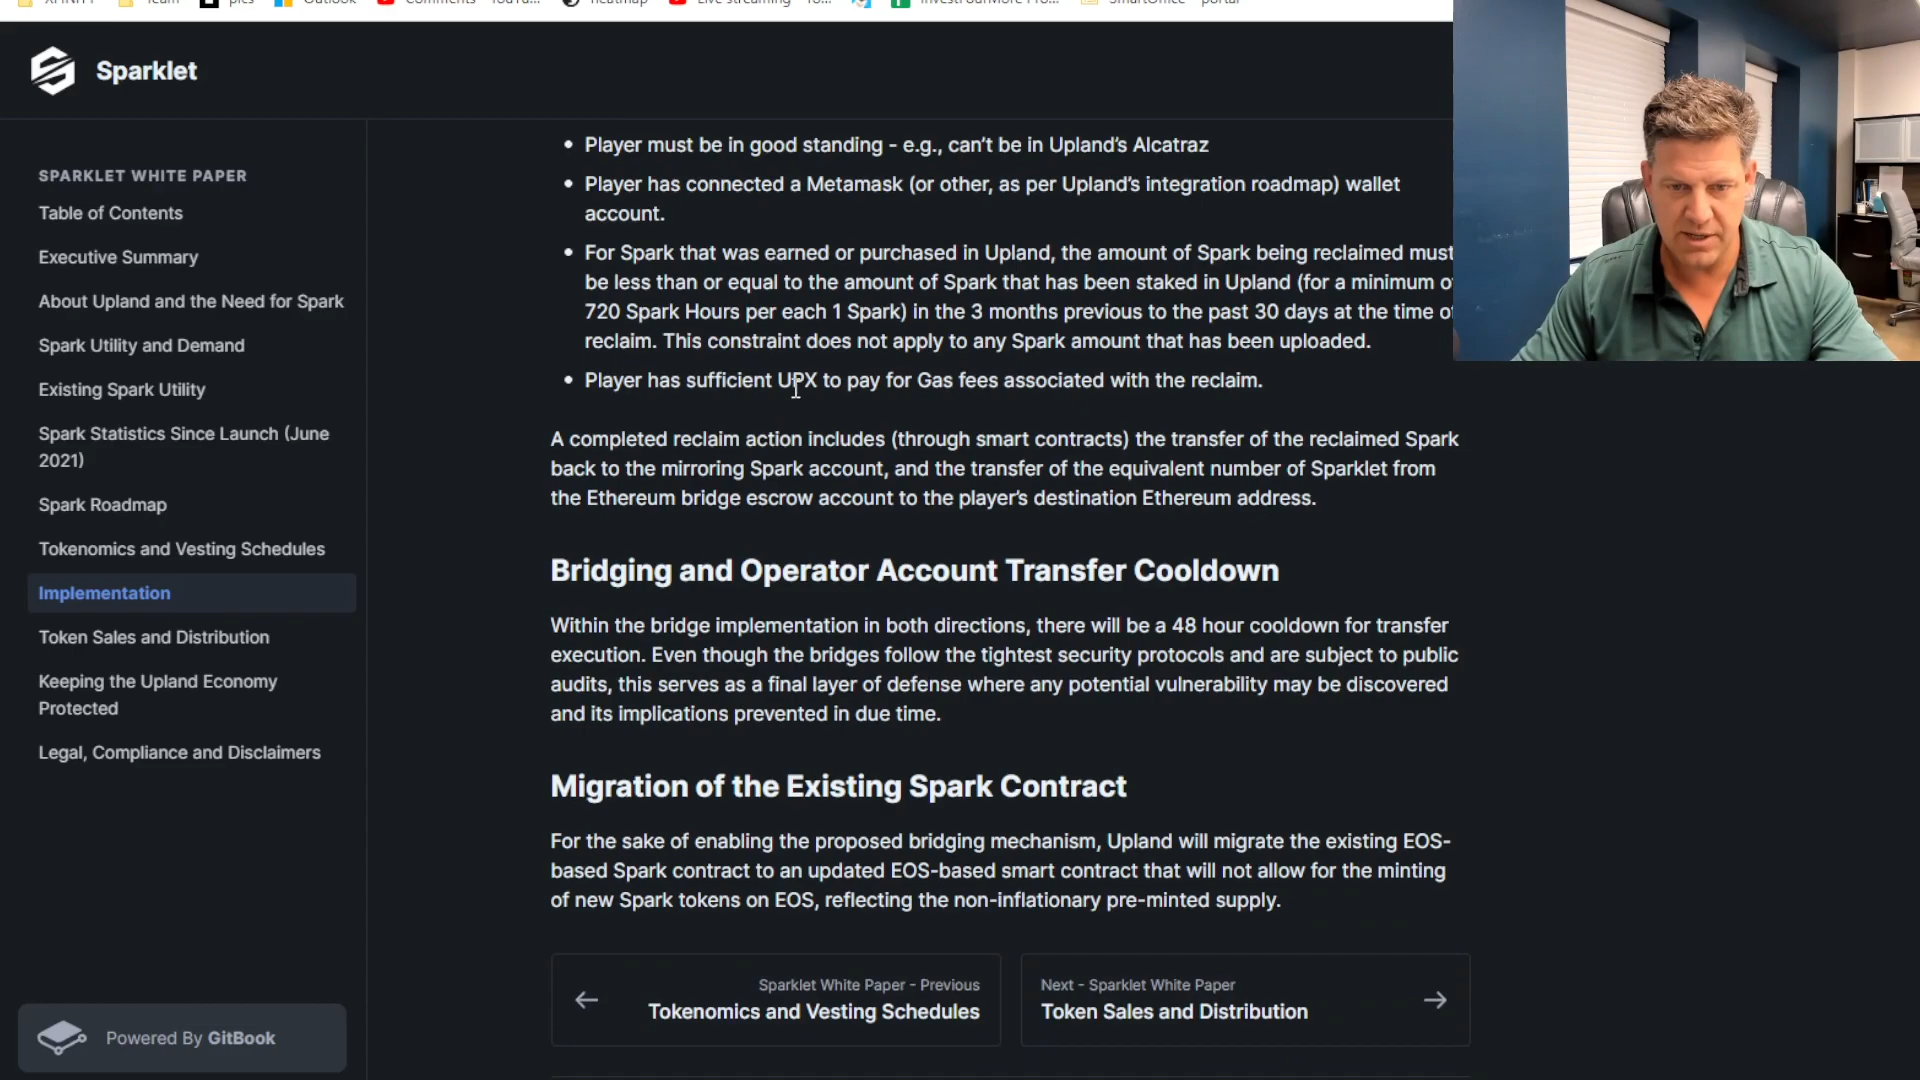 pics
Outlook
Comments - YouTu...
heatmap
Live streaming - Yo...
InvestFourMore Pro...
SmartOffice - portal
Sparklet
SPARKLET WHITE PAPER
Table of Contents
Executive Summary
About Upland and the Need for Spark
Spark Utility and Demand
Existing Spark Utility
Spark Statistics Since Launch (June
2021)
Spark Roadmap
Tokenomics and Vesting Schedules
Implementation
Token Sales and Distribution
Keeping the Upland Economy
Protected
Legal, Compliance and Disclaimers
Powered By GitBook
• Player must be in good standing - e.g., can't be in Upland's Alcatraz
• Player has connected a Metamask (or other, as per Upland's integration roadmap) wallet
account.
• For Spark that was earned or purchased in Upland, the amount of Spark being reclaimed must
be less than or equal to the amount of Spark that has been staked in Upland (for a minimum of
720 Spark Hours per each 1 Spark) in the 3 months previous to the past 30 days at the time of
reclaim. This constraint does not apply to any Spark amount that has been uploaded.
• Player has sufficient UPX to pay for Gas fees associated with the reclaim.
A completed reclaim action includes (through smart contracts) the transfer of the reclaimed Spark
back to the mirroring Spark account, and the transfer of the equivalent number of Sparklet from
the Ethereum bridge escrow account to the player's destination Ethereum address.
Bridging and Operator Account Transfer Cooldown
Within the bridge implementation in both directions, there will be a 48 hour cooldown for transfer
execution. Even though the bridges follow the tightest security protocols and are subject to public
audits, this serves as a final layer of defense where any potential vulnerability may be discovered
and its implications prevented in due time.
Migration of the Existing Spark Contract
For the sake of enabling the proposed bridging mechanism, Upland will migrate the existing EOS-
based Spark contract to an updated EOS-based smart contract that will not allow for the minting
of new Spark tokens on EOS, reflecting the non-inflationary pre-minted supply.
Sparklet White Paper - Previous
Tokenomics and Vesting Schedules
Next - Sparklet White Paper
Token Sales and Distribution